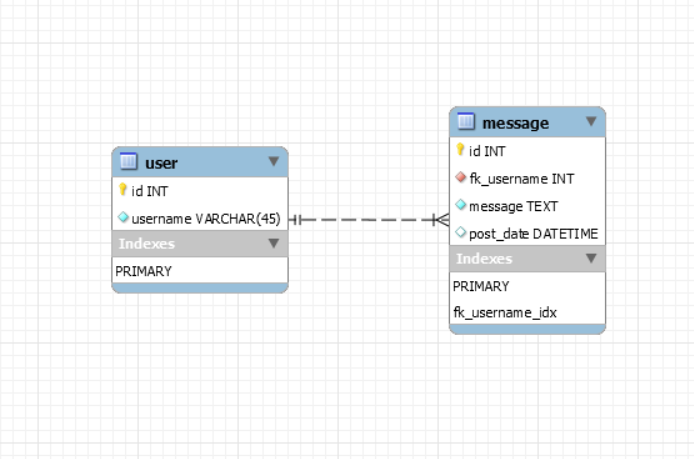 user
id INT
username VARCHAR(45)
Indexes
PRIMARY
message
id INT
fk_username INT
message TEXT
post_date DATETIME
Indexes
PRIMARY
fk_username_idx